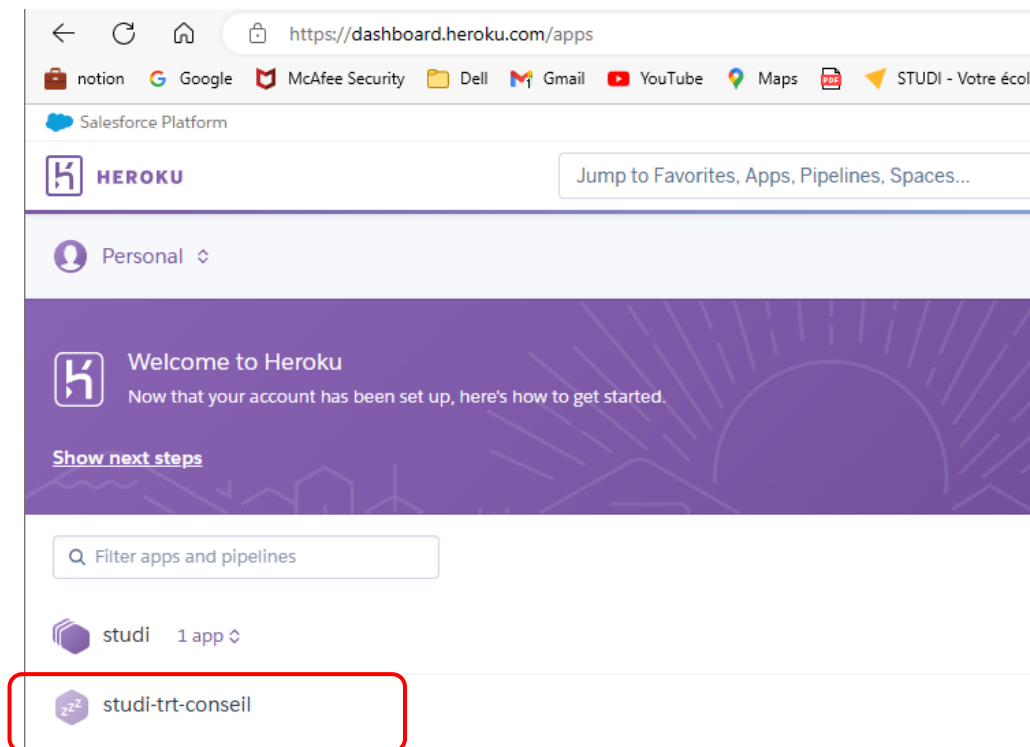 https://dashboard.heroku.com/apps
notion Google McAfee Security Dell Gmail YouTube Maps PDF STUDI - Votre écol
Salesforce Platform
HEROKU Jump to Favorites, Apps, Pipelines, Spaces...
Personal
Welcome to Heroku
Now that your account has been set up, here's how to get started.
Show next steps
Filter apps and pipelines
studi 1 app
zzz studi-trt-conseil